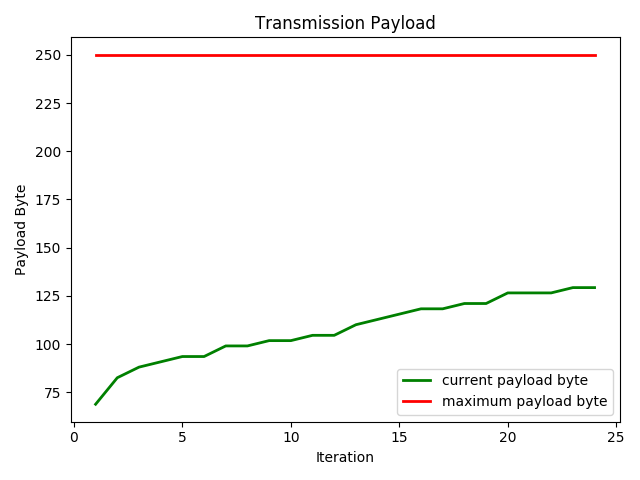 Transmission Payload
Payload Byte
250
225
200
175
150
125
100
75
0
5
10
15
20
25
Iteration
current payload byte
maximum payload byte